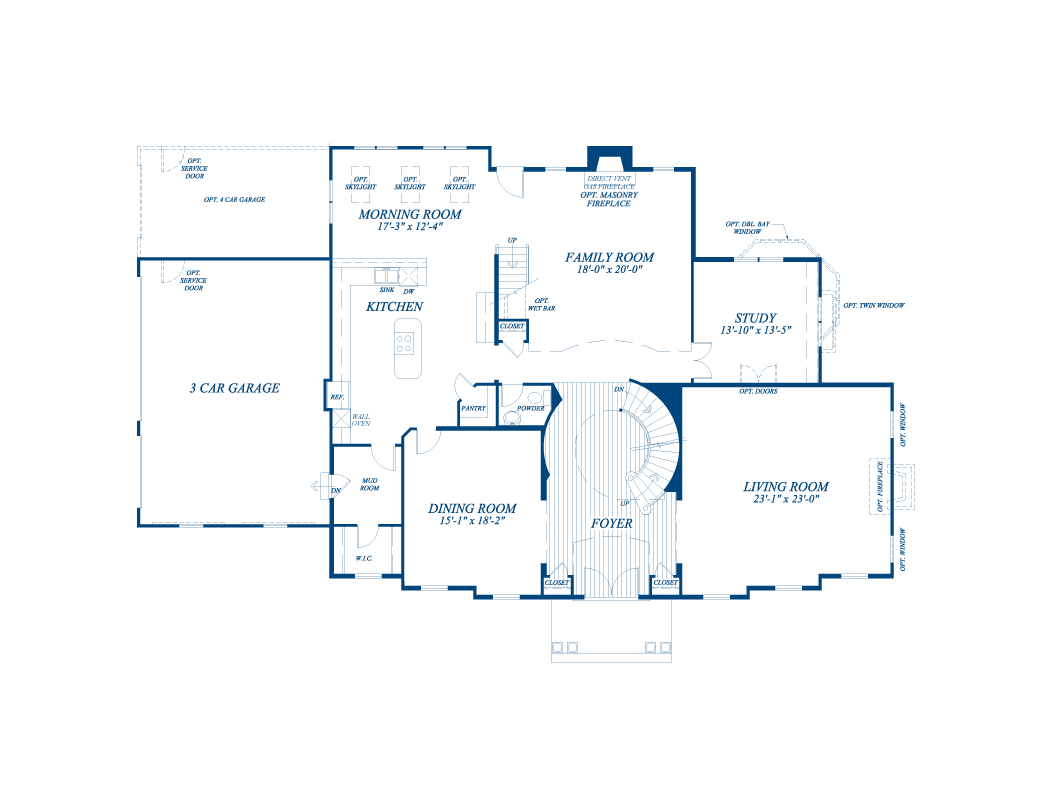 OPT.
SERVICE
DOOR
OPT. 4 CAR GARAGE
OPT.
SKYLIGHT
OPT.
SKYLIGHT
OPT.
SKYLIGHT
MORNING ROOM
17'-3" x 12'-4"
DIRECT VENT
GAS FIREPLACE
OPT. MASONRY
FIREPLACE
UP
FAMILY ROOM
18'-0" x 20'-0"
OPT. DBL. BAY
WINDOW
OPT.
SERVICE
DOOR
SINK
DW
KITCHEN
OPT.
WET BAR
CLOSET
STUDY
13'-10" x 13'-5"
OPT. TWIN WINDOW
3 CAR GARAGE
REF.
WALL
OVEN
PANTRY
POWDER
DN
OPT. DOORS
OPT. WINDOW
MUD
ROOM
DN
DINING ROOM
15'-1" x 18'-2"
UP
FOYER
LIVING ROOM
23'-1" x 23'-0"
OPT. FIREPLACE
OPT. WINDOW
W.I.C.
CLOSET
CLOSET